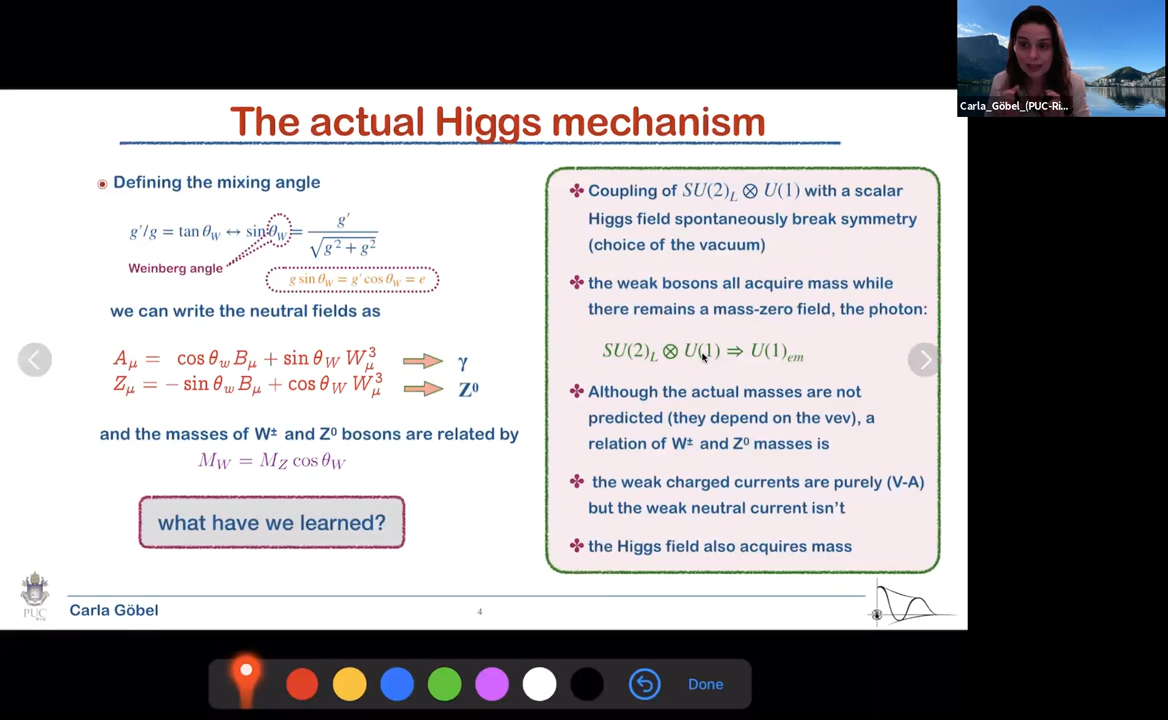 Carla_Göbel_(PUC-Ri...
The actual Higgs mechanism
Defining the mixing angle
g'/g = tan θ_W ↔ sin θ_W = g' / √(g² + g²)
Weinberg angle
g sin θ_W = g' cos θ_W = e
we can write the neutral fields as
A_μ = cos θ_w B_μ + sin θ_W W³_μ γ
Z_μ = − sin θ_w B_μ + cos θ_W W³_μ Z⁰
and the masses of W± and Z⁰ bosons are related by
M_W = M_Z cos θ_W
what have we learned?
Coupling of SU(2)_L ⊗ U(1) with a scalar
Higgs field spontaneously break symmetry
(choice of the vacuum)
the weak bosons all acquire mass while
there remains a mass-zero field, the photon:
SU(2)_L ⊗ U(1) ⇒ U(1)_em
Although the actual masses are not
predicted (they depend on the vev), a
relation of W± and Z⁰ masses is
the weak charged currents are purely (V-A)
but the weak neutral current isn't
the Higgs field also acquires mass
PUC
Carla Göbel
4
Done